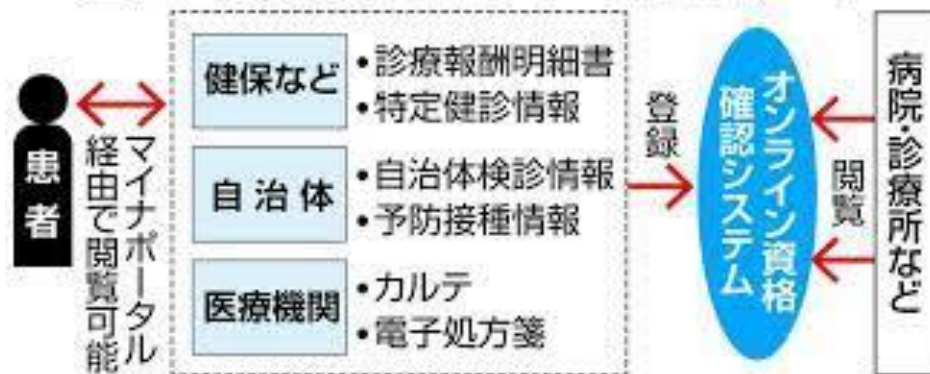 患者
マイナポータル
経由で閲覧可能
健保など
・診療報酬明細書
・特定健診情報
自治体
・自治体検診情報
・予防接種情報
医療機関
・カルテ
・電子処方箋
登録
オンライン資格
確認システム
閲覧
病院・診療所など